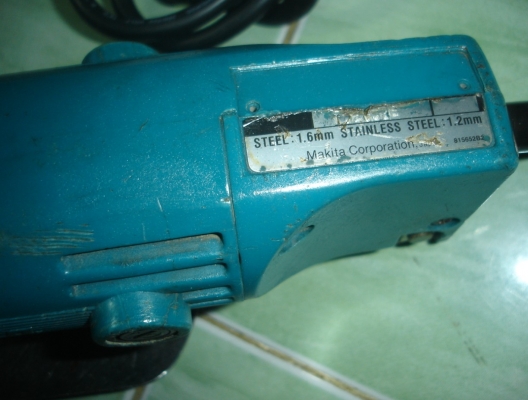 STEEL:1.6mm STAINLESS STEEL:1.2mm
Makita Corporation